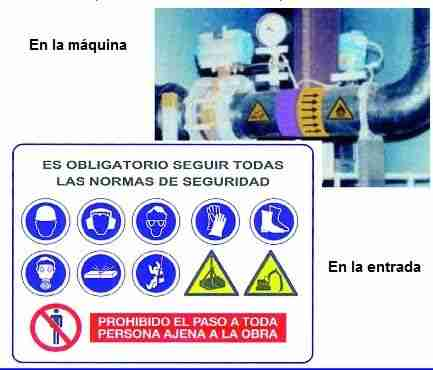 En la máquina
ES OBLIGATORIO SEGUIR TODAS
LAS NORMAS DE SEGURIDAD
En la entrada
PROHIBIDO EL PASO A TODA
PERSONA AJENA A LA OBRA